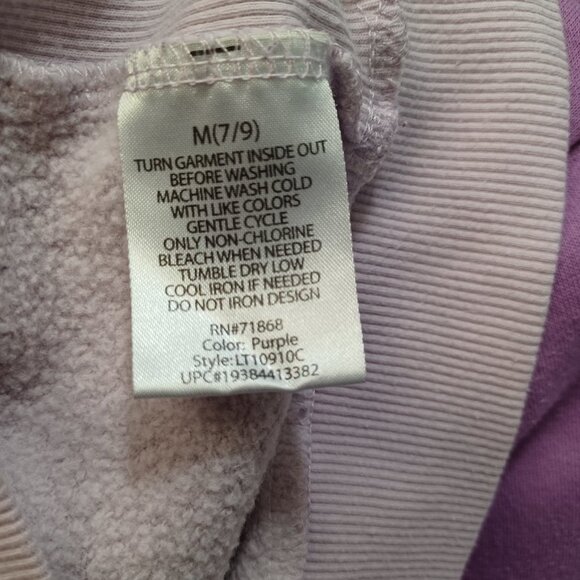 M(7/9)
TURN GARMENT INSIDE OUT
BEFORE WASHING
MACHINE WASH COLD
WITH LIKE COLORS
GENTLE CYCLE
ONLY NON-CHLORINE
BLEACH WHEN NEEDED
TUMBLE DRY LOW
COOL IRON IF NEEDED
DO NOT IRON DESIGN
RN#71868
Color: Purple
Style: LT10910C
UPC#19384413382